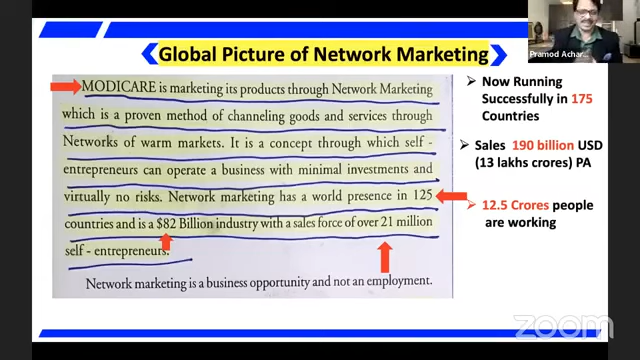 Global Picture of Network Marketing
Pramod Achar...
MODICARE is marketing its products through Network Marketing
which is a proven method of channeling goods and services through
Networks of warm markets. It is a concept through which self -
entrepreneurs can operate a business with minimal investments and
virtually no risks. Network marketing has a world presence in 125
countries and is a $82 Billion industry with a sales force of over 21 million
self - entrepreneurs.
Network marketing is a business opportunity and not an employment.
Now Running
Successfully in 175
Countries
Sales 190 billion USD
(13 lakhs crores) PA
12.5 Crores people
are working
zoom